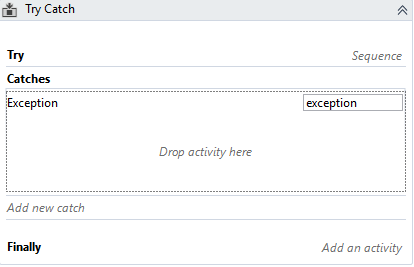 Try Catch
Try Sequence
Catches
Exception exception
Drop activity here
Add new catch
Finally Add an activity